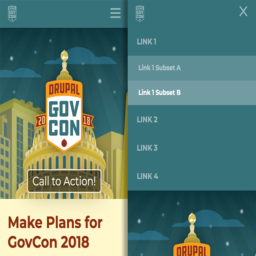 DRUPAL
GOV
CON
20 18
Call to Action!
Make Plans for
GovCon 2018
X
LINK 1
Link 1 Subset A
Link 1 Subset B
LINK 2
LINK 3
LINK 4
DRUPAL
GOV